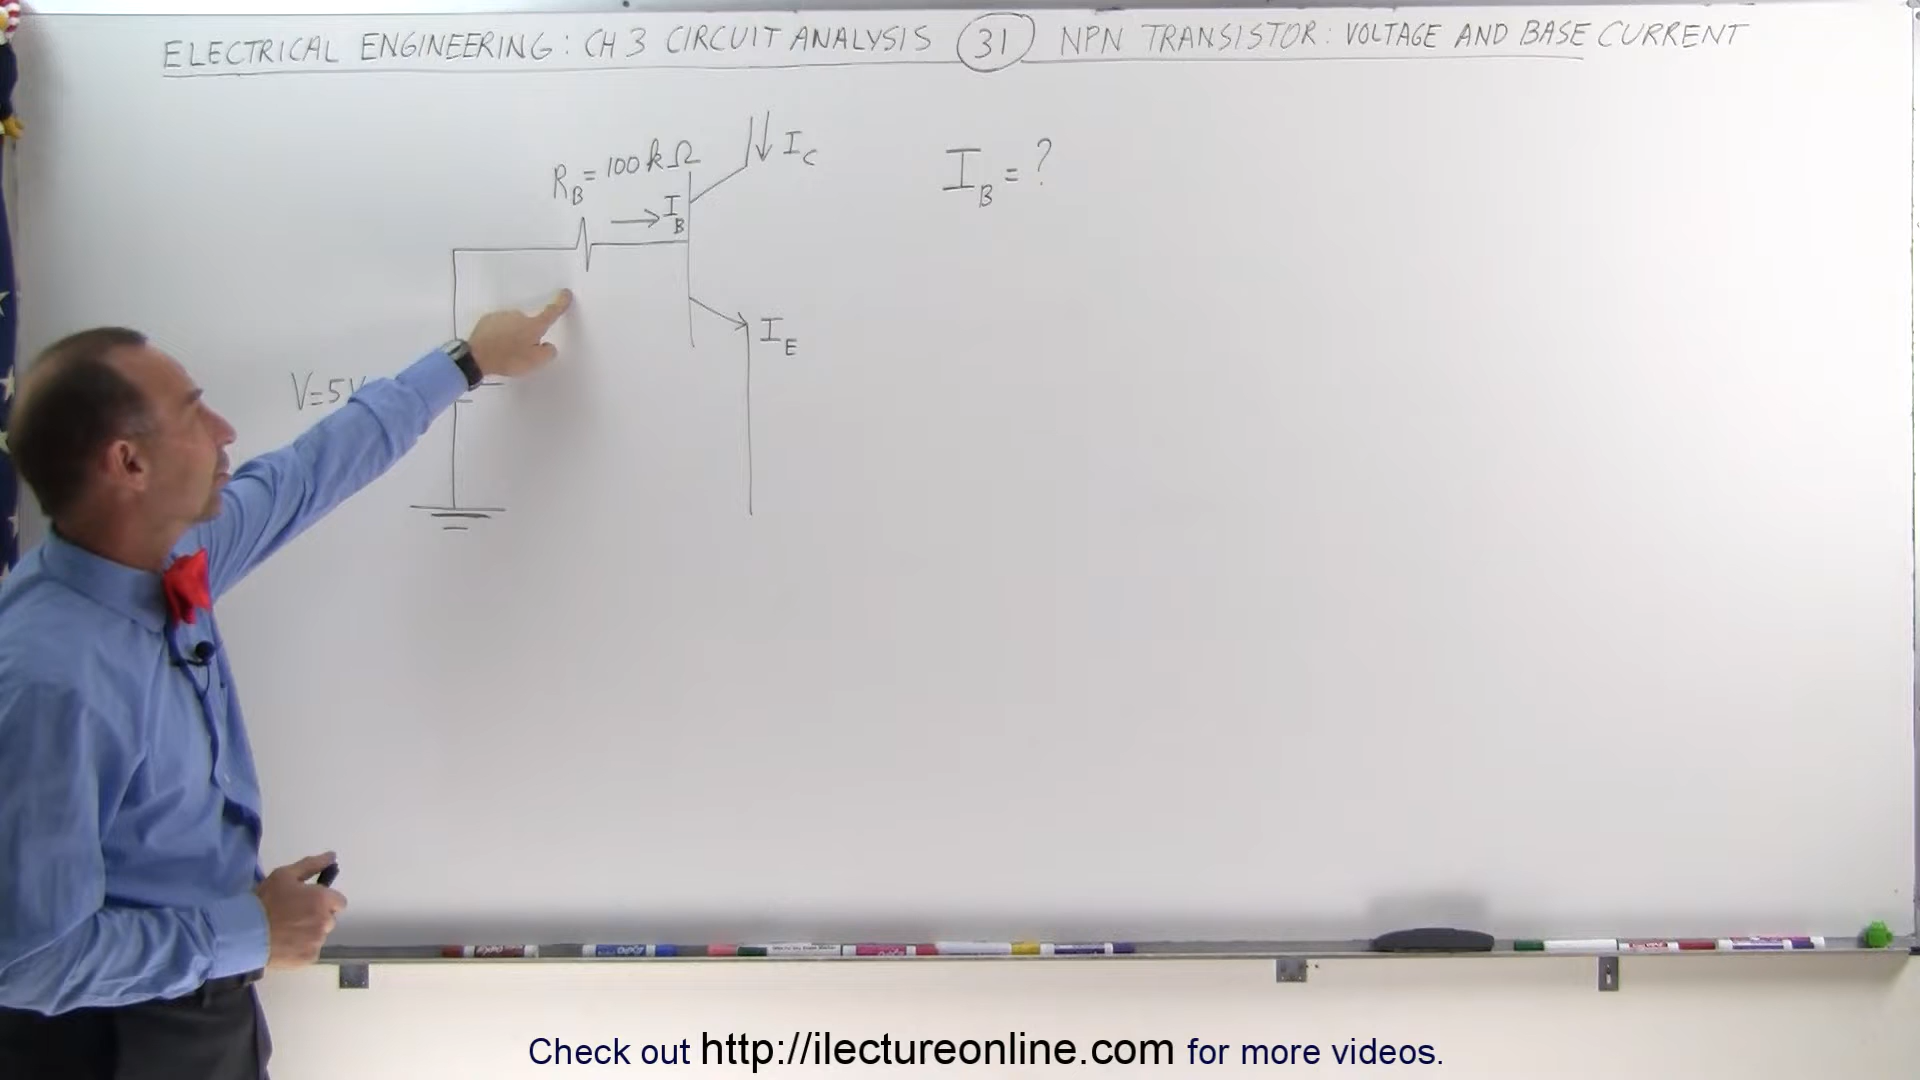 ELECTRICAL ENGINEERING: CH 3 CIRCUIT ANALYSIS 31 NPN TRANSISTOR: VOLTAGE AND BASE CURRENT
R_B = 100 kΩ
I_C
I_B = ?
I_B
I_E
V=5V
Check out http://ilectureonline.com for more videos.